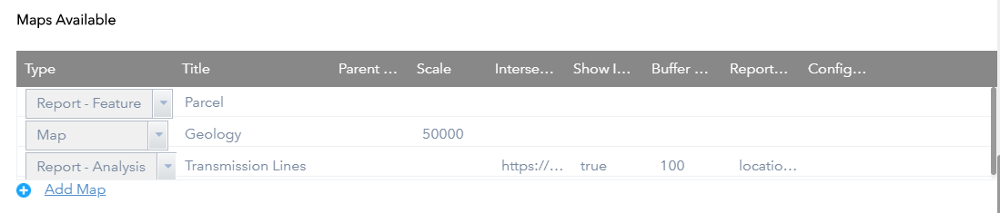 Maps Available
Type Title Parent ... Scale Interse... Show I... Buffer ... Report... Config...
Report - Feature Parcel
Map Geology 50000
Report - Analysis Transmission Lines https://... true 100 locatio...
Add Map